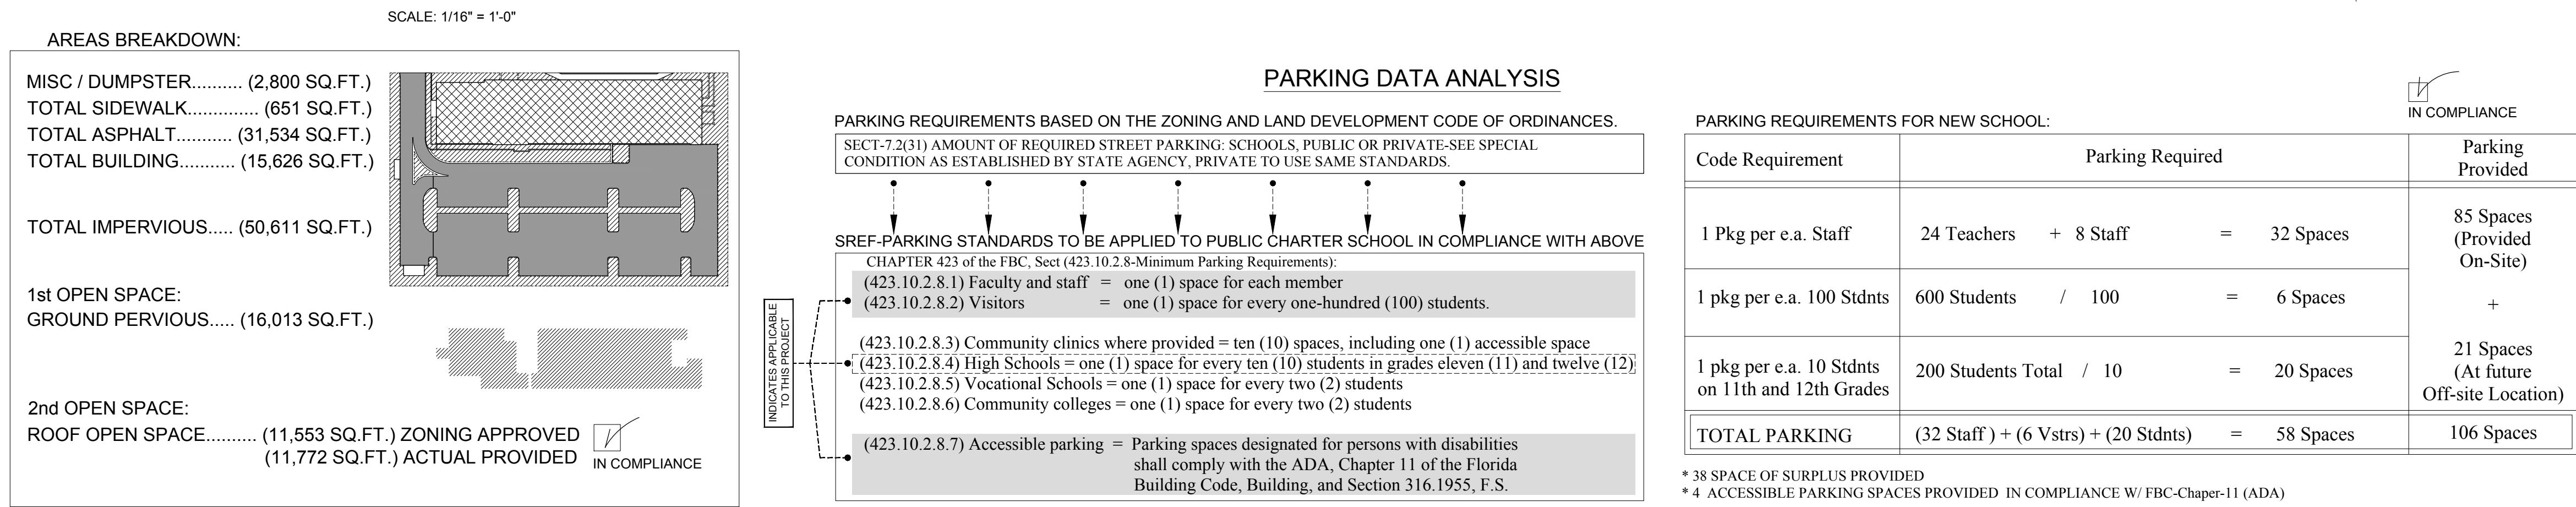 SCALE: 1/16" = 1'-0"
AREAS BREAKDOWN:
MISC / DUMPSTER.......... (2,800 SQ.FT.)
TOTAL SIDEWALK.............. (651 SQ.FT.)
TOTAL ASPHALT........... (31,534 SQ.FT.)
TOTAL BUILDING........... (15,626 SQ.FT.)
TOTAL IMPERVIOUS..... (50,611 SQ.FT.)
1st OPEN SPACE:
GROUND PERVIOUS..... (16,013 SQ.FT.)
2nd OPEN SPACE:
ROOF OPEN SPACE.......... (11,553 SQ.FT.) ZONING APPROVED
(11,772 SQ.FT.) ACTUAL PROVIDED
IN COMPLIANCE
PARKING DATA ANALYSIS
PARKING REQUIREMENTS BASED ON THE ZONING AND LAND DEVELOPMENT CODE OF ORDINANCES.
SECT-7.2(31) AMOUNT OF REQUIRED STREET PARKING: SCHOOLS, PUBLIC OR PRIVATE-SEE SPECIAL
CONDITION AS ESTABLISHED BY STATE AGENCY, PRIVATE TO USE SAME STANDARDS.
SREF-PARKING STANDARDS TO BE APPLIED TO PUBLIC CHARTER SCHOOL IN COMPLIANCE WITH ABOVE
CHAPTER 423 of the FBC, Sect (423.10.2.8-Minimum Parking Requirements):
(423.10.2.8.1) Faculty and staff = one (1) space for each member
(423.10.2.8.2) Visitors = one (1) space for every one-hundred (100) students.
(423.10.2.8.3) Community clinics where provided = ten (10) spaces, including one (1) accessible space
(423.10.2.8.4) High Schools = one (1) space for every ten (10) students in grades eleven (11) and twelve (12)
(423.10.2.8.5) Vocational Schools = one (1) space for every two (2) students
(423.10.2.8.6) Community colleges = one (1) space for every two (2) students
(423.10.2.8.7) Accessible parking = Parking spaces designated for persons with disabilities
shall comply with the ADA, Chapter 11 of the Florida
Building Code, Building, and Section 316.1955, F.S.
INDICATES APPLICABLE
TO THIS PROJECT
IN COMPLIANCE
PARKING REQUIREMENTS FOR NEW SCHOOL:
Code Requirement Parking Required Parking
Provided
1 Pkg per e.a. Staff 24 Teachers + 8 Staff = 32 Spaces
85 Spaces
(Provided
On-Site)
1 pkg per e.a. 100 Stdnts 600 Students / 100 = 6 Spaces
+
1 pkg per e.a. 10 Stdnts
on 11th and 12th Grades
200 Students Total / 10 = 20 Spaces
21 Spaces
(At future
Off-site Location)
TOTAL PARKING (32 Staff ) + (6 Vstrs) + (20 Stdnts) = 58 Spaces 106 Spaces
* 38 SPACE OF SURPLUS PROVIDED
* 4 ACCESSIBLE PARKING SPACES PROVIDED IN COMPLIANCE W/ FBC-Chaper-11 (ADA)